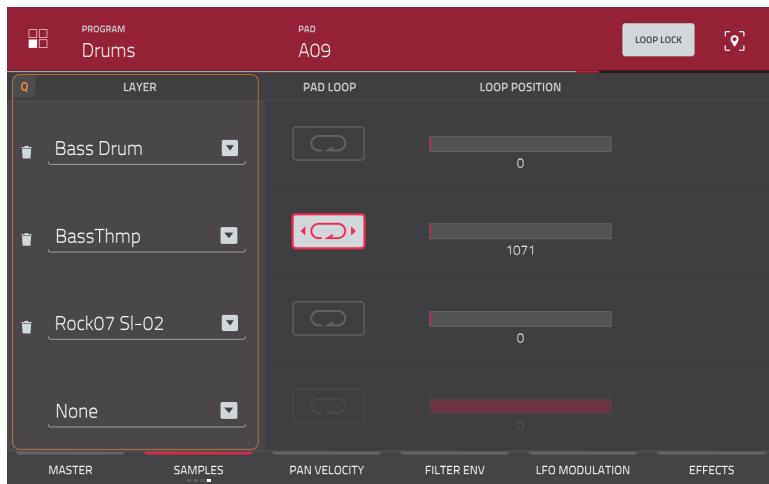 PROGRAM
Drums
PAD
A09
LOOP LOCK
Q
LAYER
PAD LOOP
LOOP POSITION
Bass Drum
0
BassThmp
1071
Rock07 Sl-02
0
None
0
MASTER
SAMPLES
PAN VELOCITY
FILTER ENV
LFO MODULATION
EFFECTS